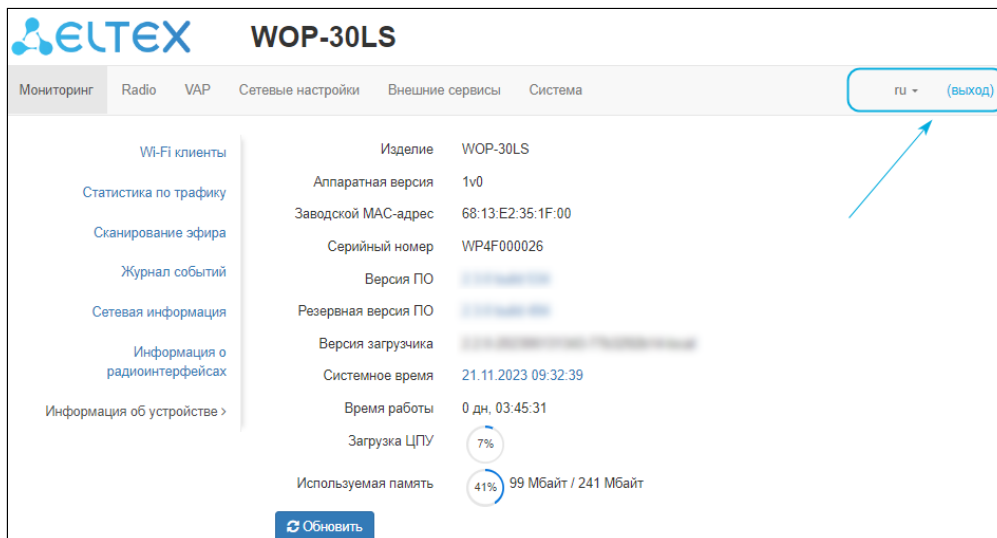 ELTEX WOP-30LS
Мониторинг Radio VAP Сетевые настройки Внешние сервисы Система ru (выход)
Wi-Fi клиенты
Статистика по трафику
Сканирование эфира
Журнал событий
Сетевая информация
Информация о
радиоинтерфейсах
Информация об устройстве >
Изделие WOP-30LS
Аппаратная версия 1v0
Заводской MAC-адрес 68:13:E2:35:1F:00
Серийный номер WP4F000026
Версия ПО
Резервная версия ПО
Версия загрузчика
Системное время 21.11.2023 09:32:39
Время работы 0 дн, 03:45:31
Загрузка ЦПУ 7%
Используемая память 41% 99 Мбайт / 241 Мбайт
Обновить